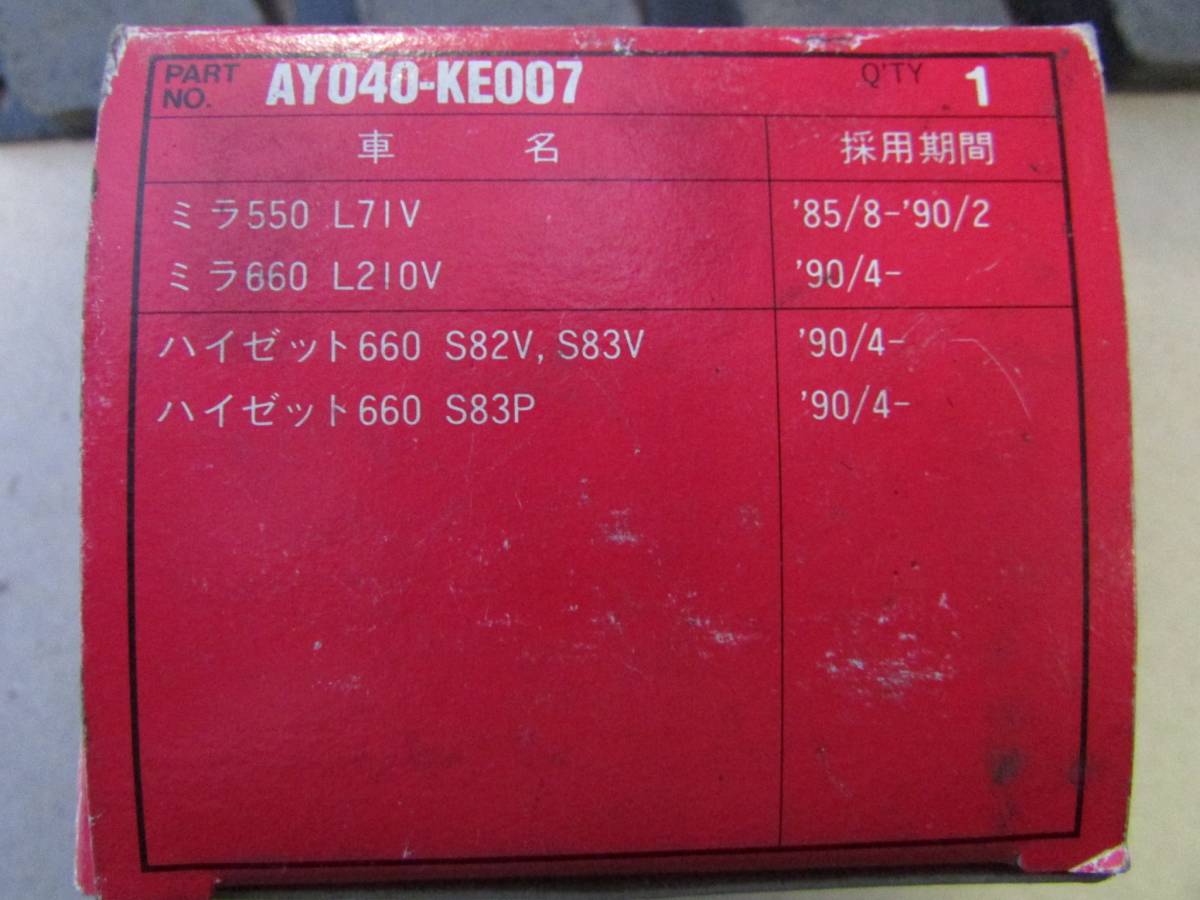 PART NO. AY040-KE007 Q'TY 1
車名 採用期間
ミラ550 L71V '85/8-'90/2
ミラ660 L210V '90/4-
ハイゼット660 S82V, S83V '90/4-
ハイゼット660 S83P '90/4-